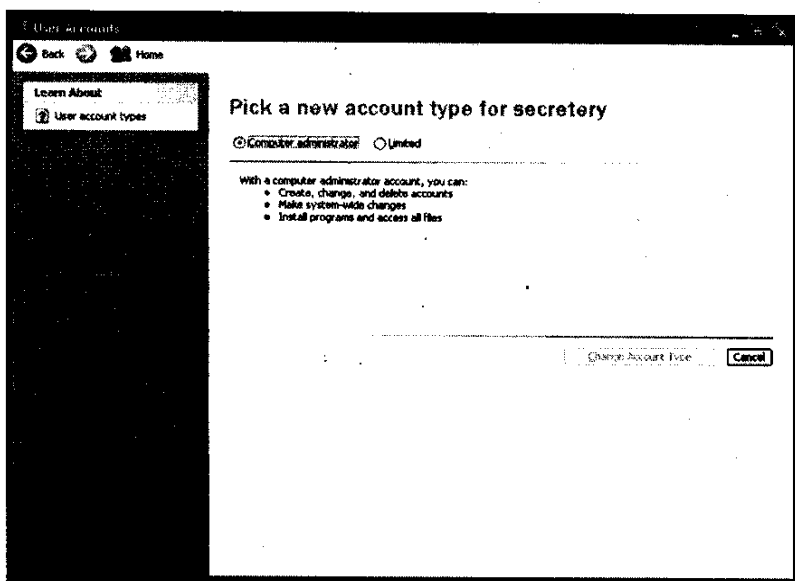 User Accounts
Back Home
Learn About
User account types
Pick a new account type for secretery
Computer administrator Limited
With a computer administrator account, you can:
• Create, change, and delete accounts
• Make system-wide changes
• Install programs and access all files
Change Account Type Cancel